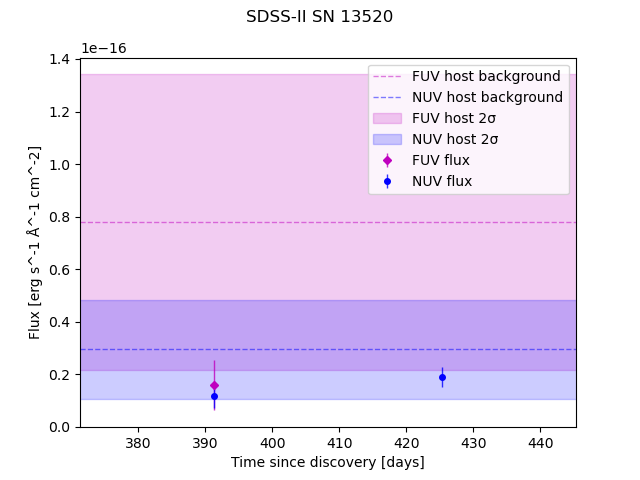 SDSS-II SN 13520
1e−16
1.4
1.2
1.0
0.8
0.6
0.4
0.2
0.0
Flux [erg s^-1 Å^-1 cm^-2]
FUV host background
NUV host background
FUV host 2σ
NUV host 2σ
FUV flux
NUV flux
380 390 400 410 420 430 440
Time since discovery [days]